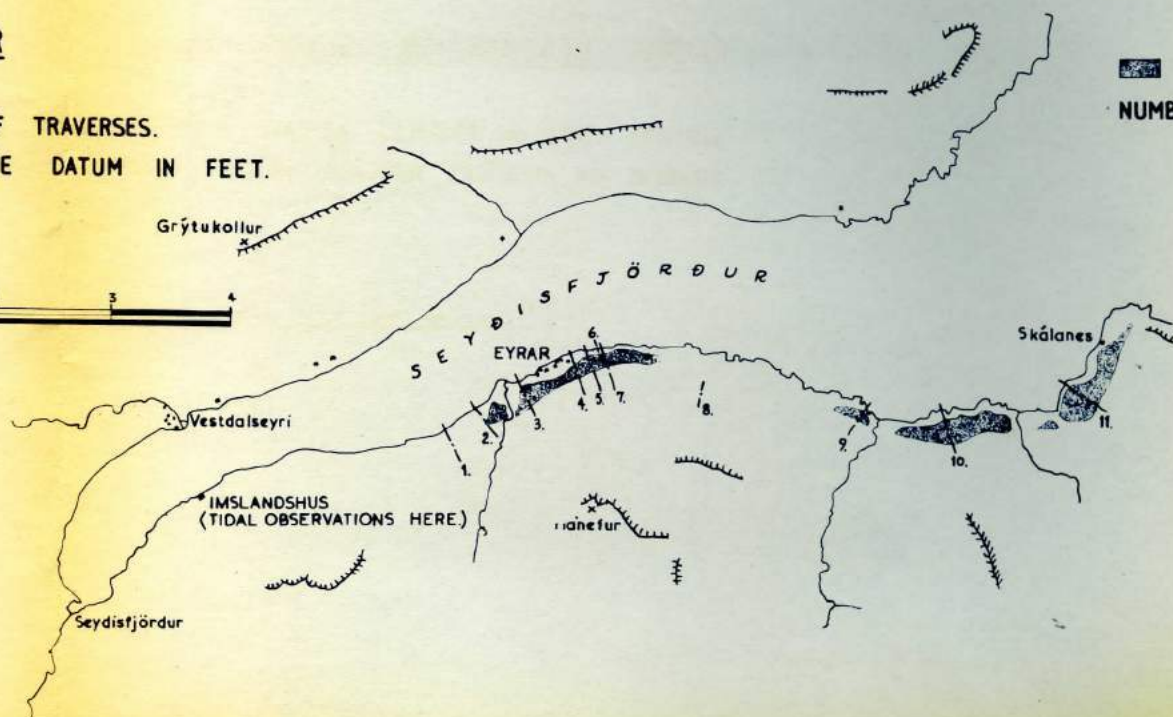 TRAVERSES.
DATUM IN FEET.
Grýtukollur
3 4
SEYÐISFJÖRÐUR
EYRAR
6.
4. 5. 7.
8.
3.
2.
1.
9.
10.
11.
Skálanes
Vestdalseyri
IMSLANDSHUS
(TIDAL OBSERVATIONS HERE.)
Seydisfjördur